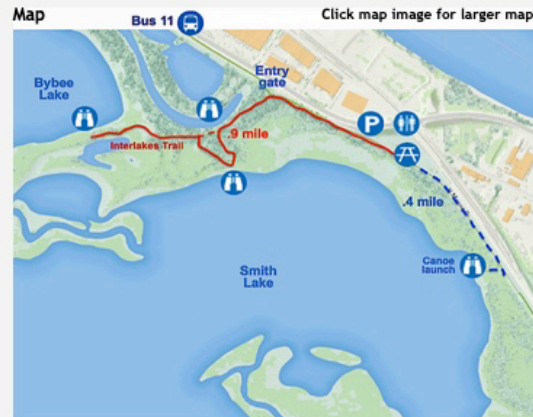 Map
Click map image for larger map
Bus 11
Entry
gate
Bybee
Lake
P
.9 mile
Interlakes Trail
.4 mile
Canoe
launch
Smith
Lake